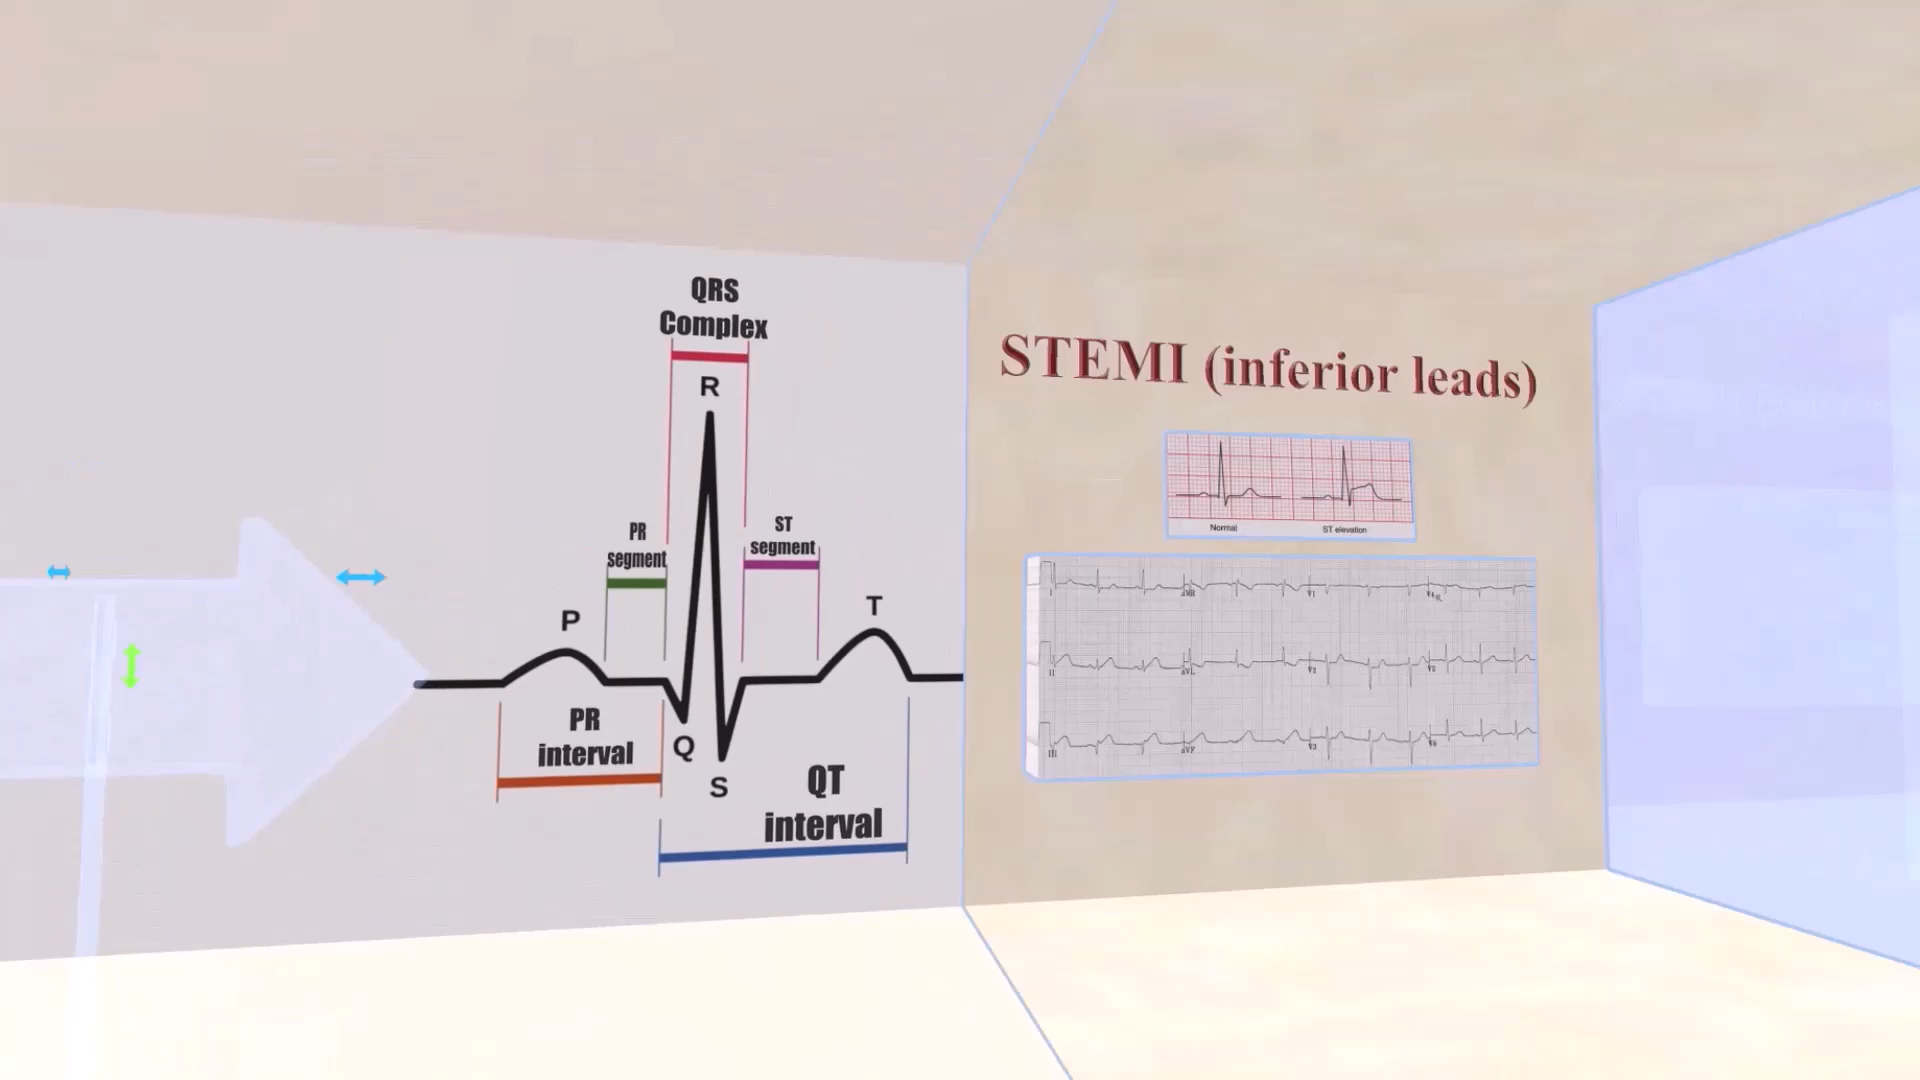 QRS
Complex
R
PR
segment
ST
segment
P
T
PR
interval
Q
S
QT
interval
STEMI (inferior leads)
Normal
ST elevation
I
aVR
V1
V4
II
aVL
V2
V5
III
aVF
V3
V6